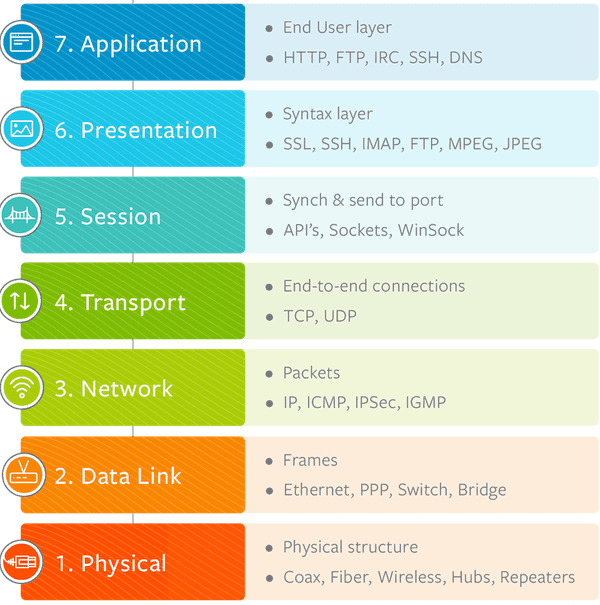 7. Application
End User layer
HTTP, FTP, IRC, SSH, DNS
6. Presentation
Syntax layer
SSL, SSH, IMAP, FTP, MPEG, JPEG
5. Session
Synch & send to port
API's, Sockets, WinSock
4. Transport
End-to-end connections
TCP, UDP
3. Network
Packets
IP, ICMP, IPSec, IGMP
2. Data Link
Frames
Ethernet, PPP, Switch, Bridge
1. Physical
Physical structure
Coax, Fiber, Wireless, Hubs, Repeaters